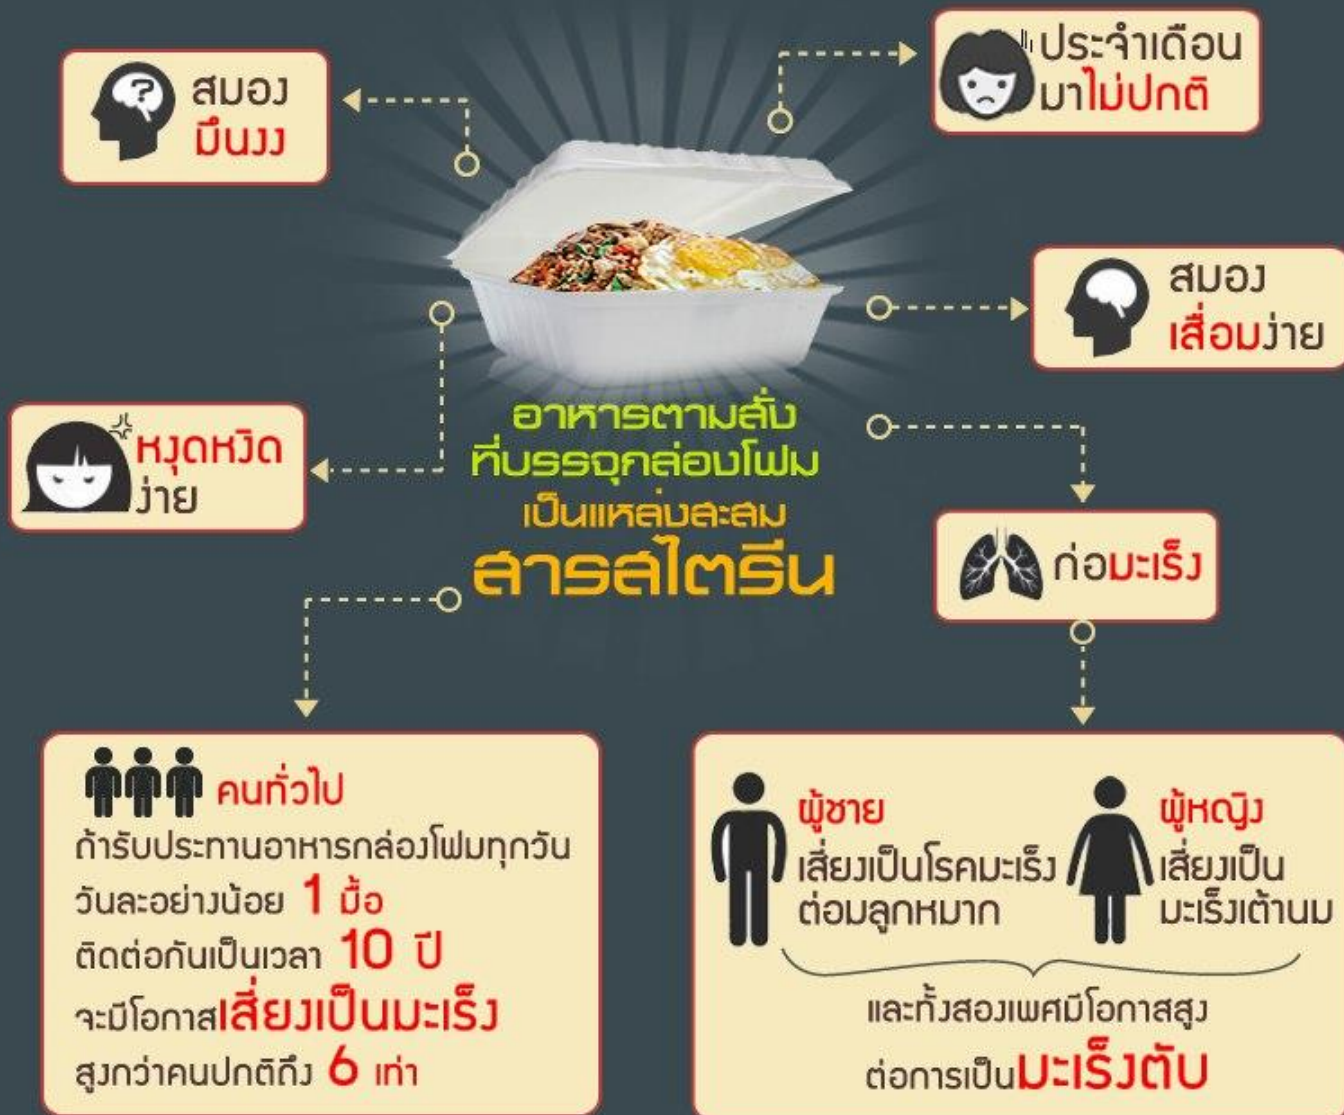 สมอง
มึนงง
ประจำเดือน
มาไม่ปกติ
สมอง
เสื่อมง่าย
หงุดหงิด
ง่าย
อาหารตามสั่ง
ที่บรรจุกล่องโฟม
เป็นแหล่งสะสม
สารสไตรีน
ก่อมะเร็ง
คนทั่วไป
ถ้ารับประทานอาหารกล่องโฟมทุกวัน
วันละอย่างน้อย 1 มื้อ
ติดต่อกันเป็นเวลา 10 ปี
จะมีโอกาสเสี่ยงเป็นมะเร็ง
สูงกว่าคนปกติถึง 6 เท่า
ผู้ชาย
เสี่ยงเป็นโรคมะเร็ง
ต่อมลูกหมาก
ผู้หญิง
เสี่ยงเป็น
มะเร็งเต้านม
และทั้งสองเพศมีโอกาสสูง
ต่อการเป็นมะเร็งตับ